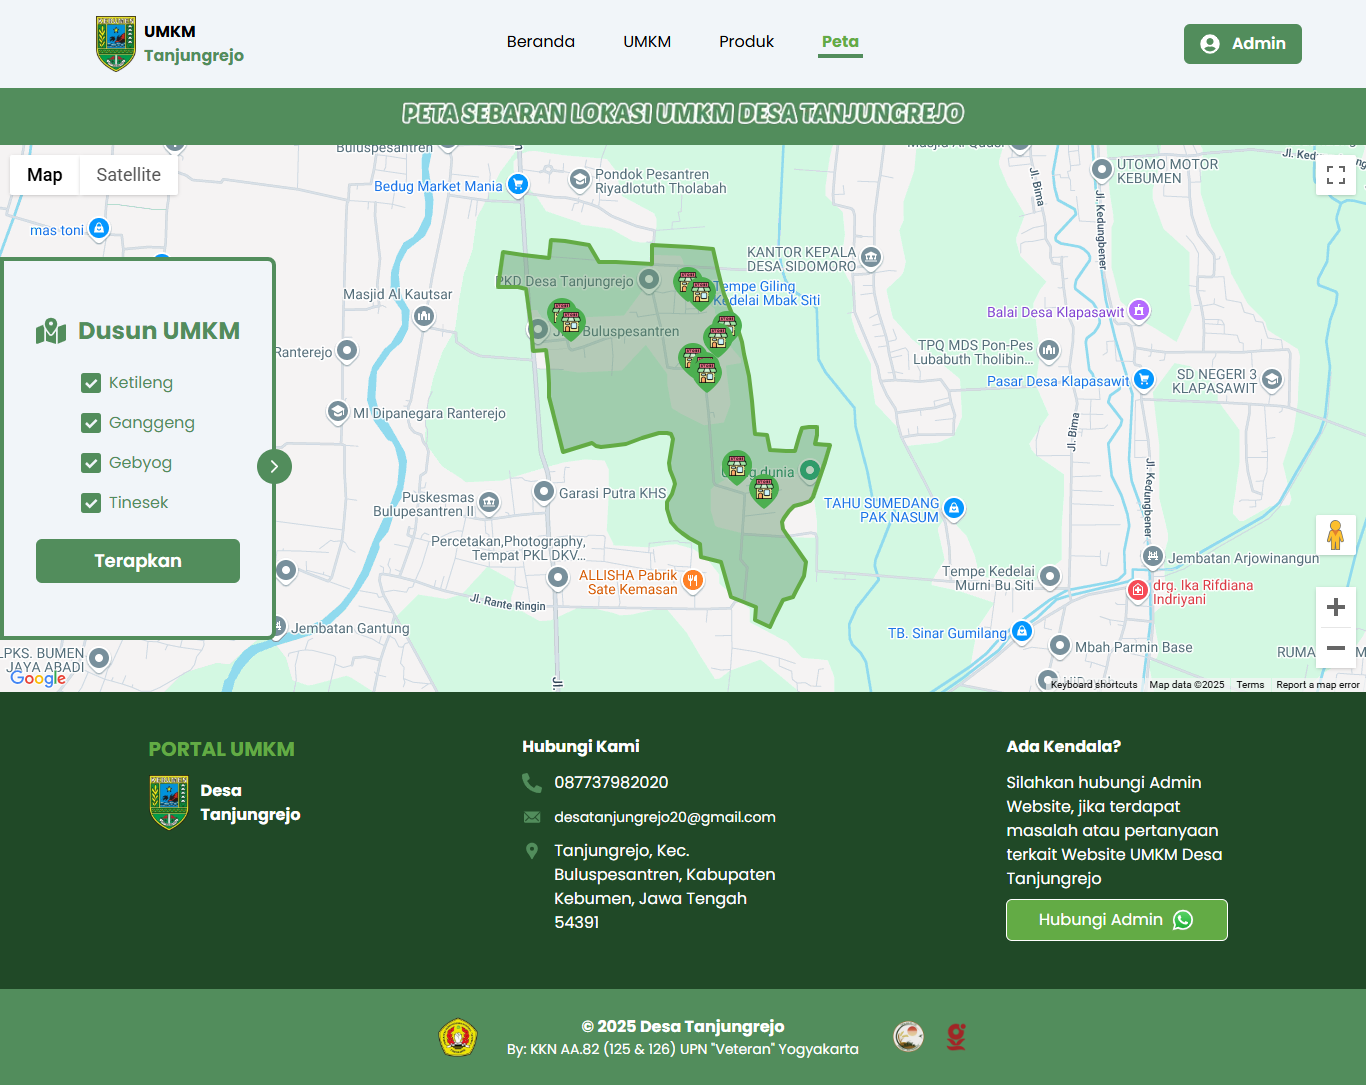 UMKM
Tanjungrejo
Beranda
UMKM
Produk
Peta
Admin
PETA SEBARAN LOKASI UMKM DESA TANJUNGREJO
Map
Satellite
Buluspesantren
Bedug Market Mania
Pondok Pesantren
Riyadlotuth Tholabah
UTOMO MOTOR
KEBUMEN
Jl. Bima
Jl. Kedungbener
mas toni
KANTOR KEPALA
DESA SIDOMORO
PKD Desa Tanjungrejo
Tempe Giling
Kedelai Mbak Siti
Masjid Al Kautsar
Balai Desa Klapasawit
Buluspesantren
Ranterejo
TPQ MDS Pon-Pes
Lubabuth Tholibin...
Pasar Desa Klapasawit
SD NEGERI 3
KLAPASAWIT
MI Dipanegara Ranterejo
Jl. Bima
Dusun UMKM
Ketileng
Ganggeng
Gebyog
Tinesek
Terapkan
dunia
Jl. Kedungbener
Puskesmas
Bulupesantren II
Garasi Putra KHS
TAHU SUMEDANG
PAK NASUM
Percetakan,Photography,
Tempat PKL DKV...
Jembatan Arjowinangun
ALLISHA Pabrik
Sate Kemasan
Tempe Kedelai
Murni Bu Siti
drg. Ika Rifdiana
Indriyani
Jl. Rante Ringin
Jembatan Gantung
TB. Sinar Gumilang
Mbah Parmin Base
LPKS. BUMEN
JAYA ABADI
Jl.
Google
Keyboard shortcuts
Map data ©2025
Terms
Report a map error
PORTAL UMKM
Desa
Tanjungrejo
Hubungi Kami
087737982020
desatanjungrejo20@gmail.com
Tanjungrejo, Kec.
Buluspesantren, Kabupaten
Kebumen, Jawa Tengah
54391
Ada Kendala?
Silahkan hubungi Admin
Website, jika terdapat
masalah atau pertanyaan
terkait Website UMKM Desa
Tanjungrejo
Hubungi Admin
© 2025 Desa Tanjungrejo
By: KKN AA.82 (125 & 126) UPN "Veteran" Yogyakarta